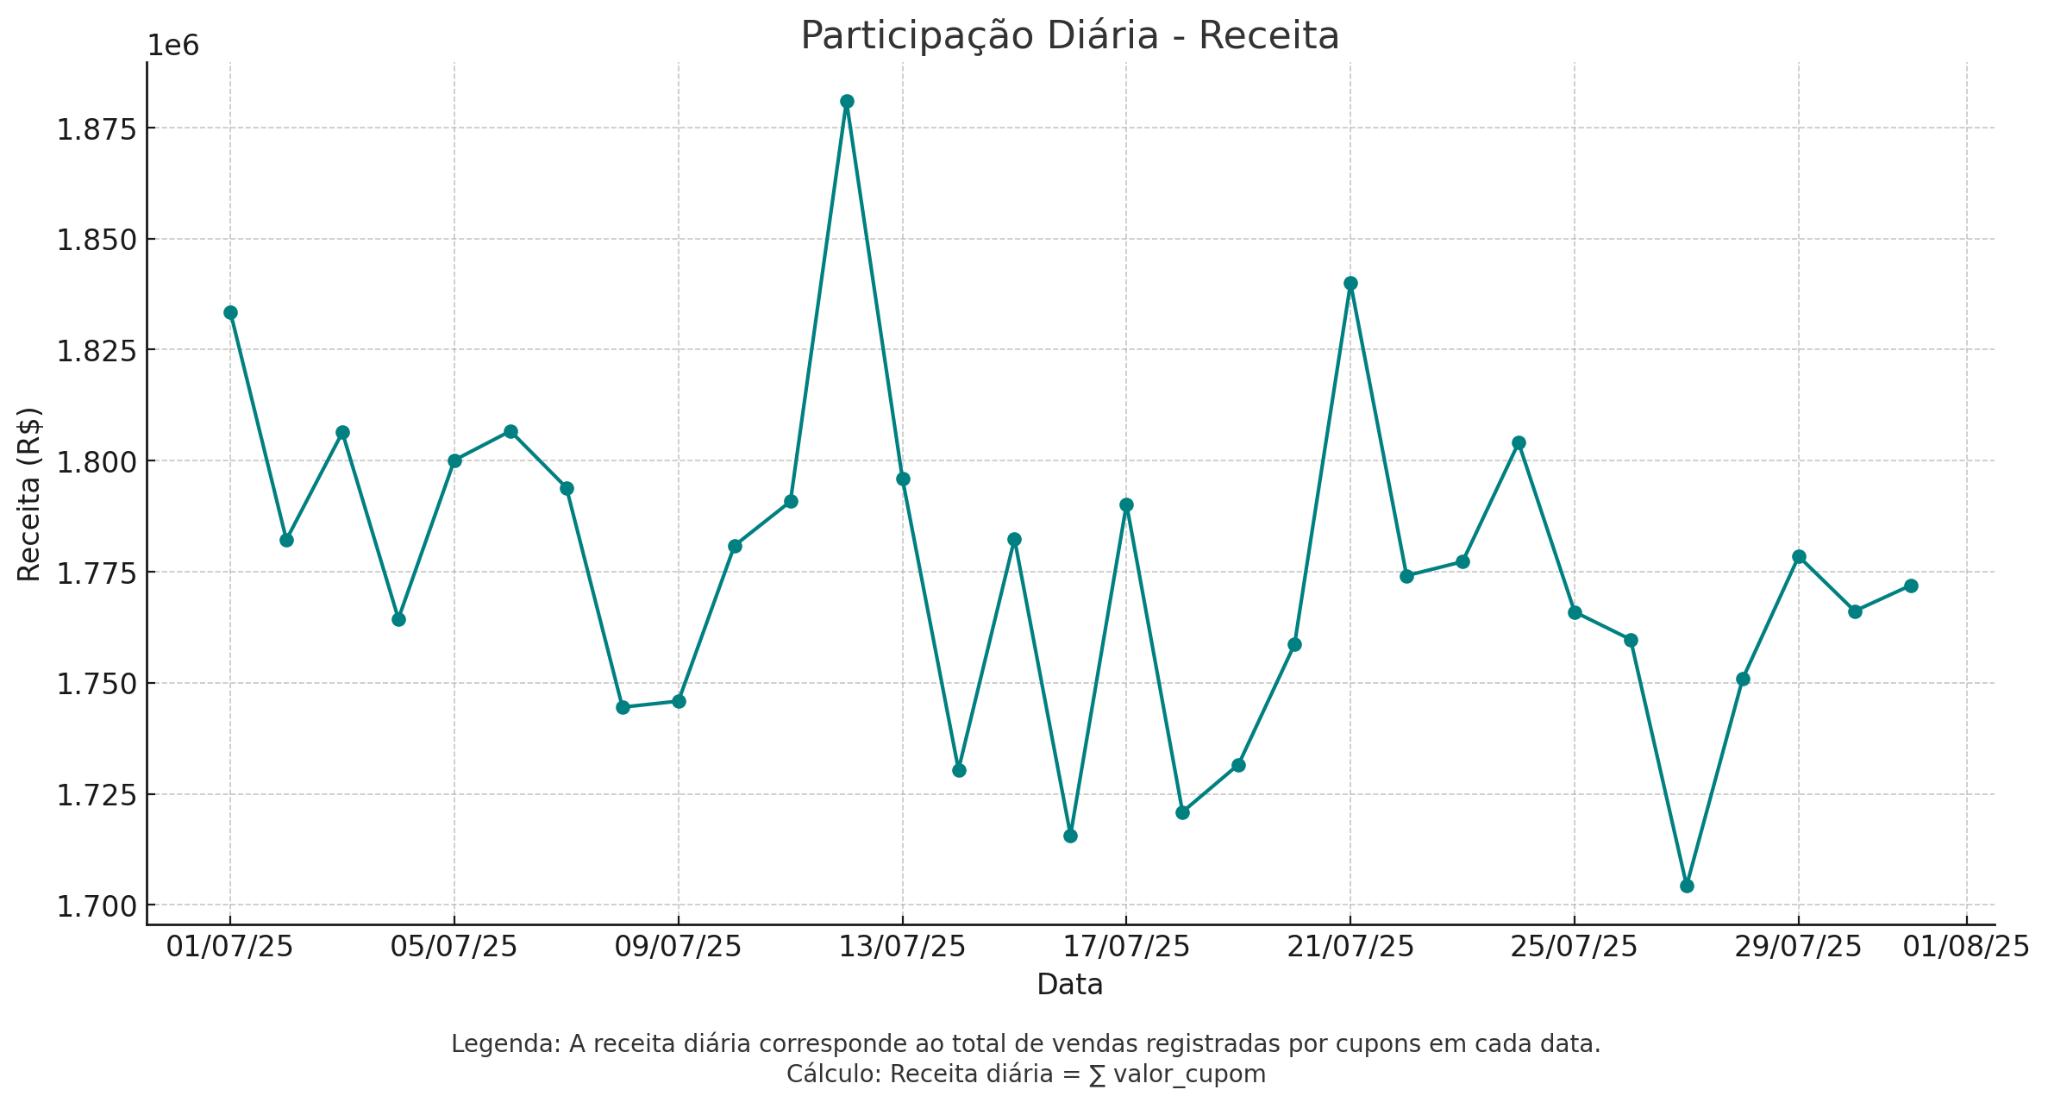 Participação Diária - Receita
1e6
1.875
1.850
1.825
1.800
1.775
1.750
1.725
1.700
Receita (R$)
01/07/25 05/07/25 09/07/25 13/07/25 17/07/25 21/07/25 25/07/25 29/07/25 01/08/25
Data
Legenda: A receita diária corresponde ao total de vendas registradas por cupons em cada data.
Cálculo: Receita diária = ∑ valor_cupom